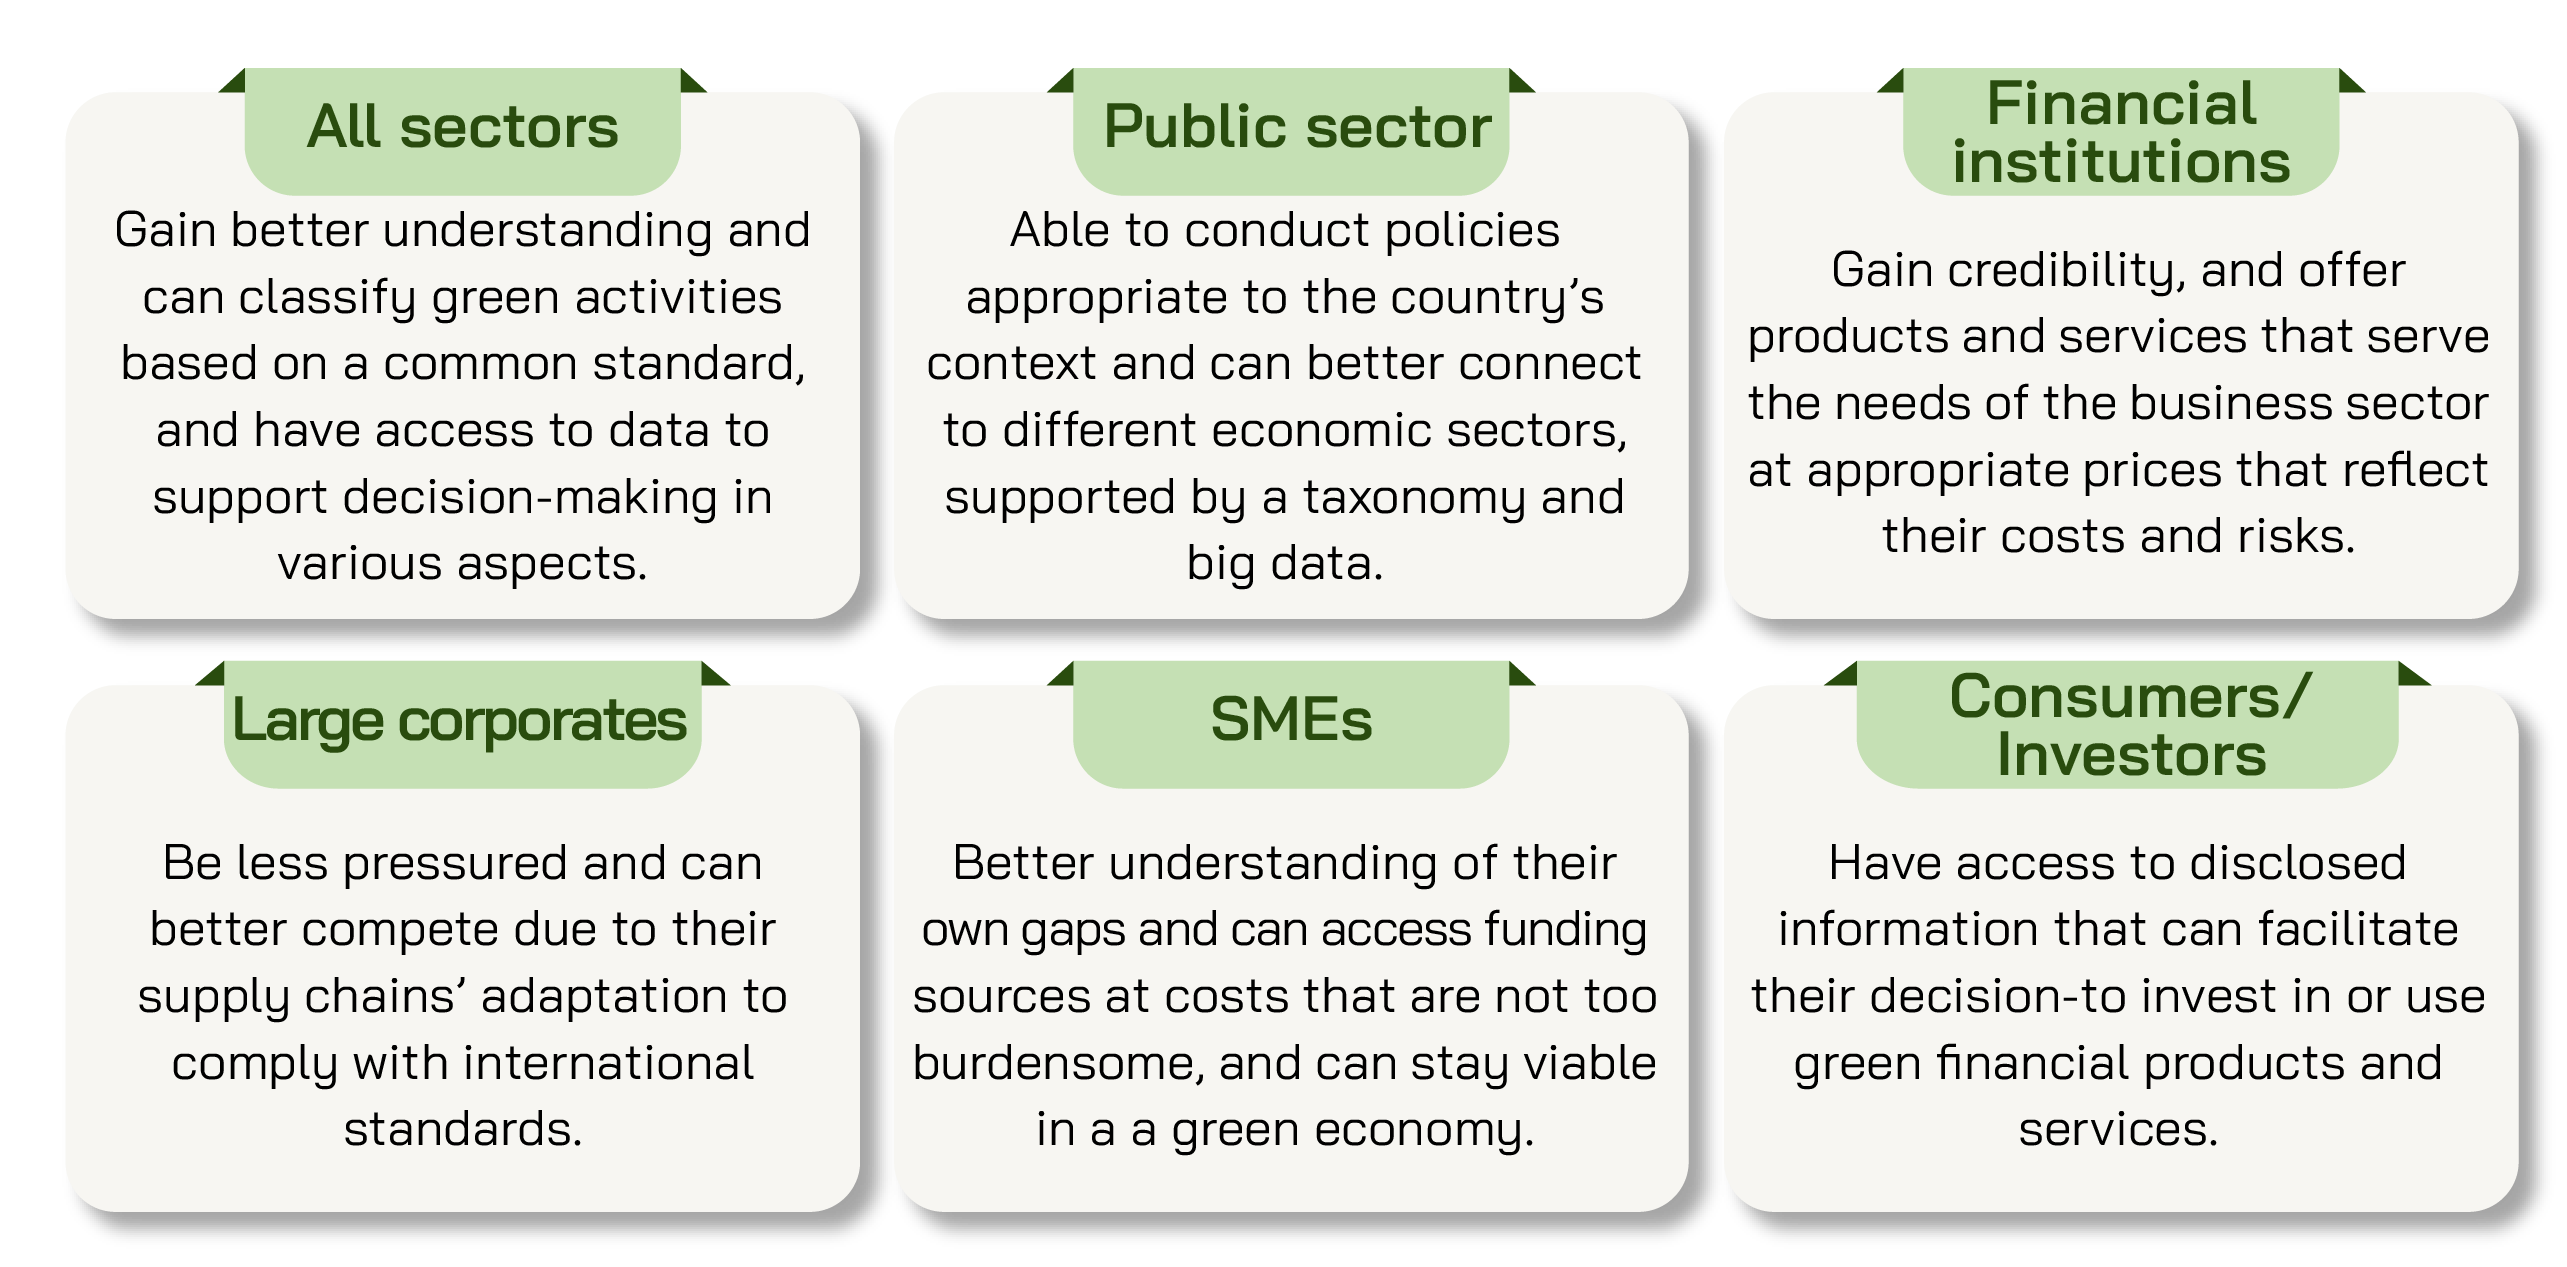 All sectors
Gain better understanding and
can classify green activities
based on a common standard,
and have access to data to
support decision-making in
various aspects.
Public sector
Able to conduct policies
appropriate to the country’s
context and can better connect
to different economic sectors,
supported by a taxonomy and
big data.
Financial
institutions
Gain credibility, and offer
products and services that serve
the needs of the business sector
at appropriate prices that reflect
their costs and risks.
Large corporates
Be less pressured and can
better compete due to their
supply chains’ adaptation to
comply with international
standards.
SMEs
Better understanding of their
own gaps and can access funding
sources at costs that are not too
burdensome, and can stay viable
in a a green economy.
Consumers/
Investors
Have access to disclosed
information that can facilitate
their decision-to invest in or use
green financial products and
services.